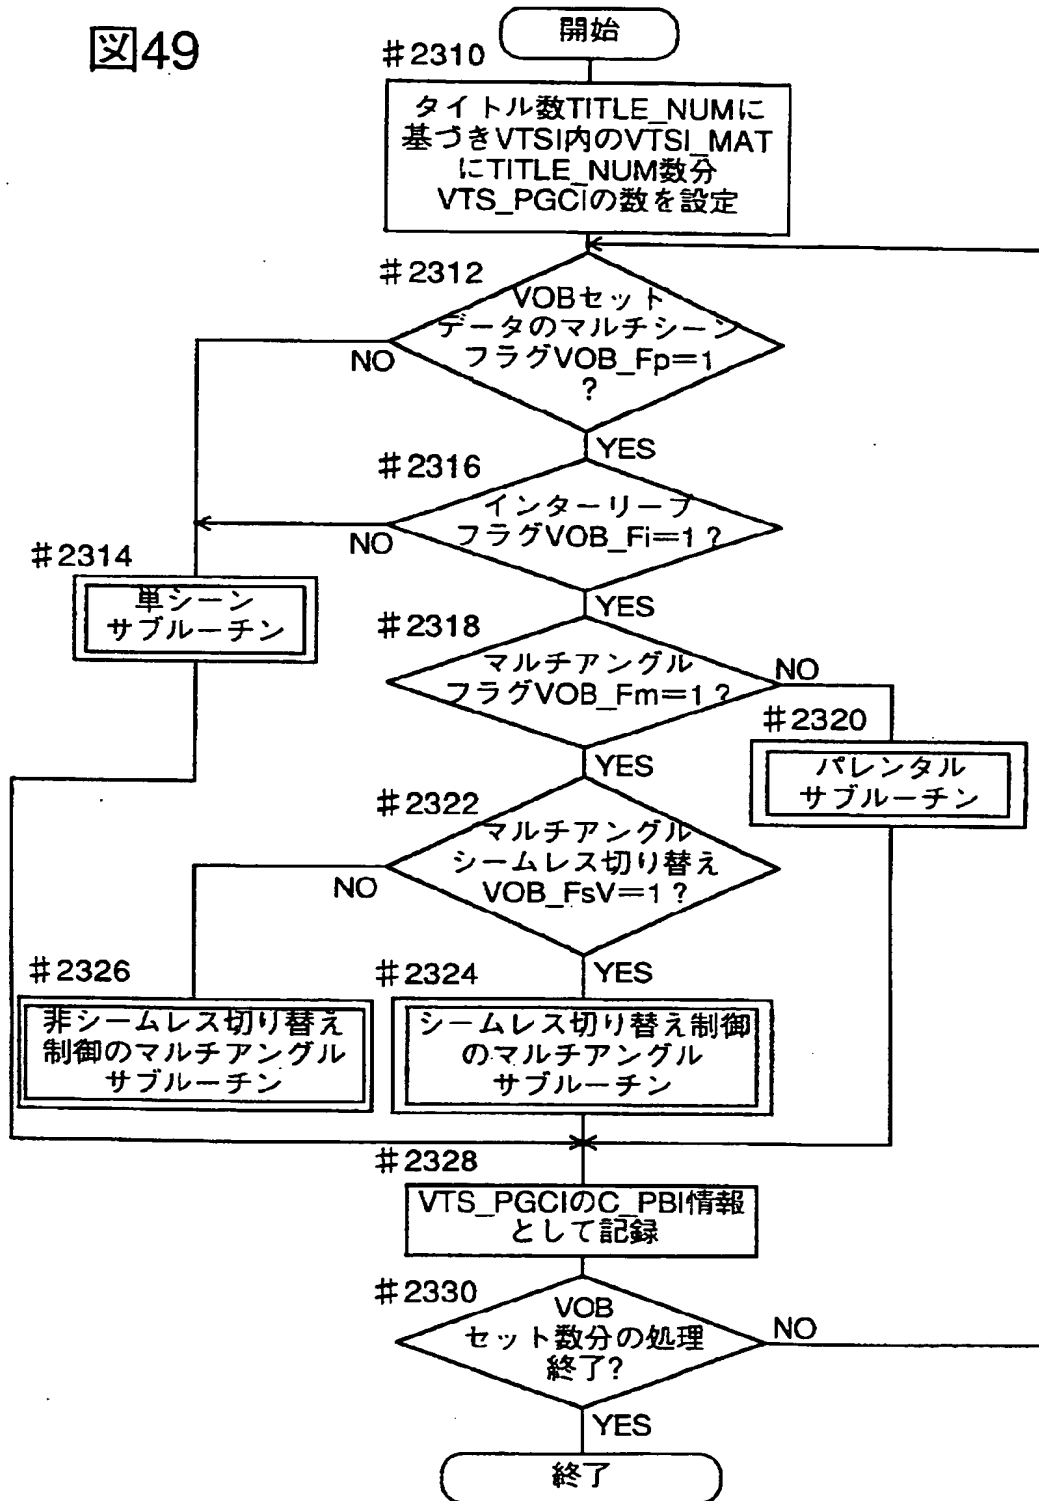 図49
開始
#2310
タイトル数TITLE_NUMに
基づきVTSI内のVTSI_MAT
にTITLE_NUM数分
VTS_PGCIの数を設定
#2312
VOBセット
データのマルチシーン
フラグVOB_Fp=1
?
NO
YES
#2316
インターリーブ
フラグVOB_Fi=1?
NO
YES
#2314
単シーン
サブルーチン
#2318
マルチアングル
フラグVOB_Fm=1?
NO
YES
#2320
パレンタル
サブルーチン
#2322
マルチアングル
シームレス切り替え
VOB_FsV=1?
NO
YES
#2326
非シームレス切り替え
制御のマルチアングル
サブルーチン
#2324
シームレス切り替え制御
のマルチアングル
サブルーチン
#2328
VTS_PGCIのC_PBI情報
として記録
#2330
VOB
セット数分の処理
終了?
NO
YES
終了